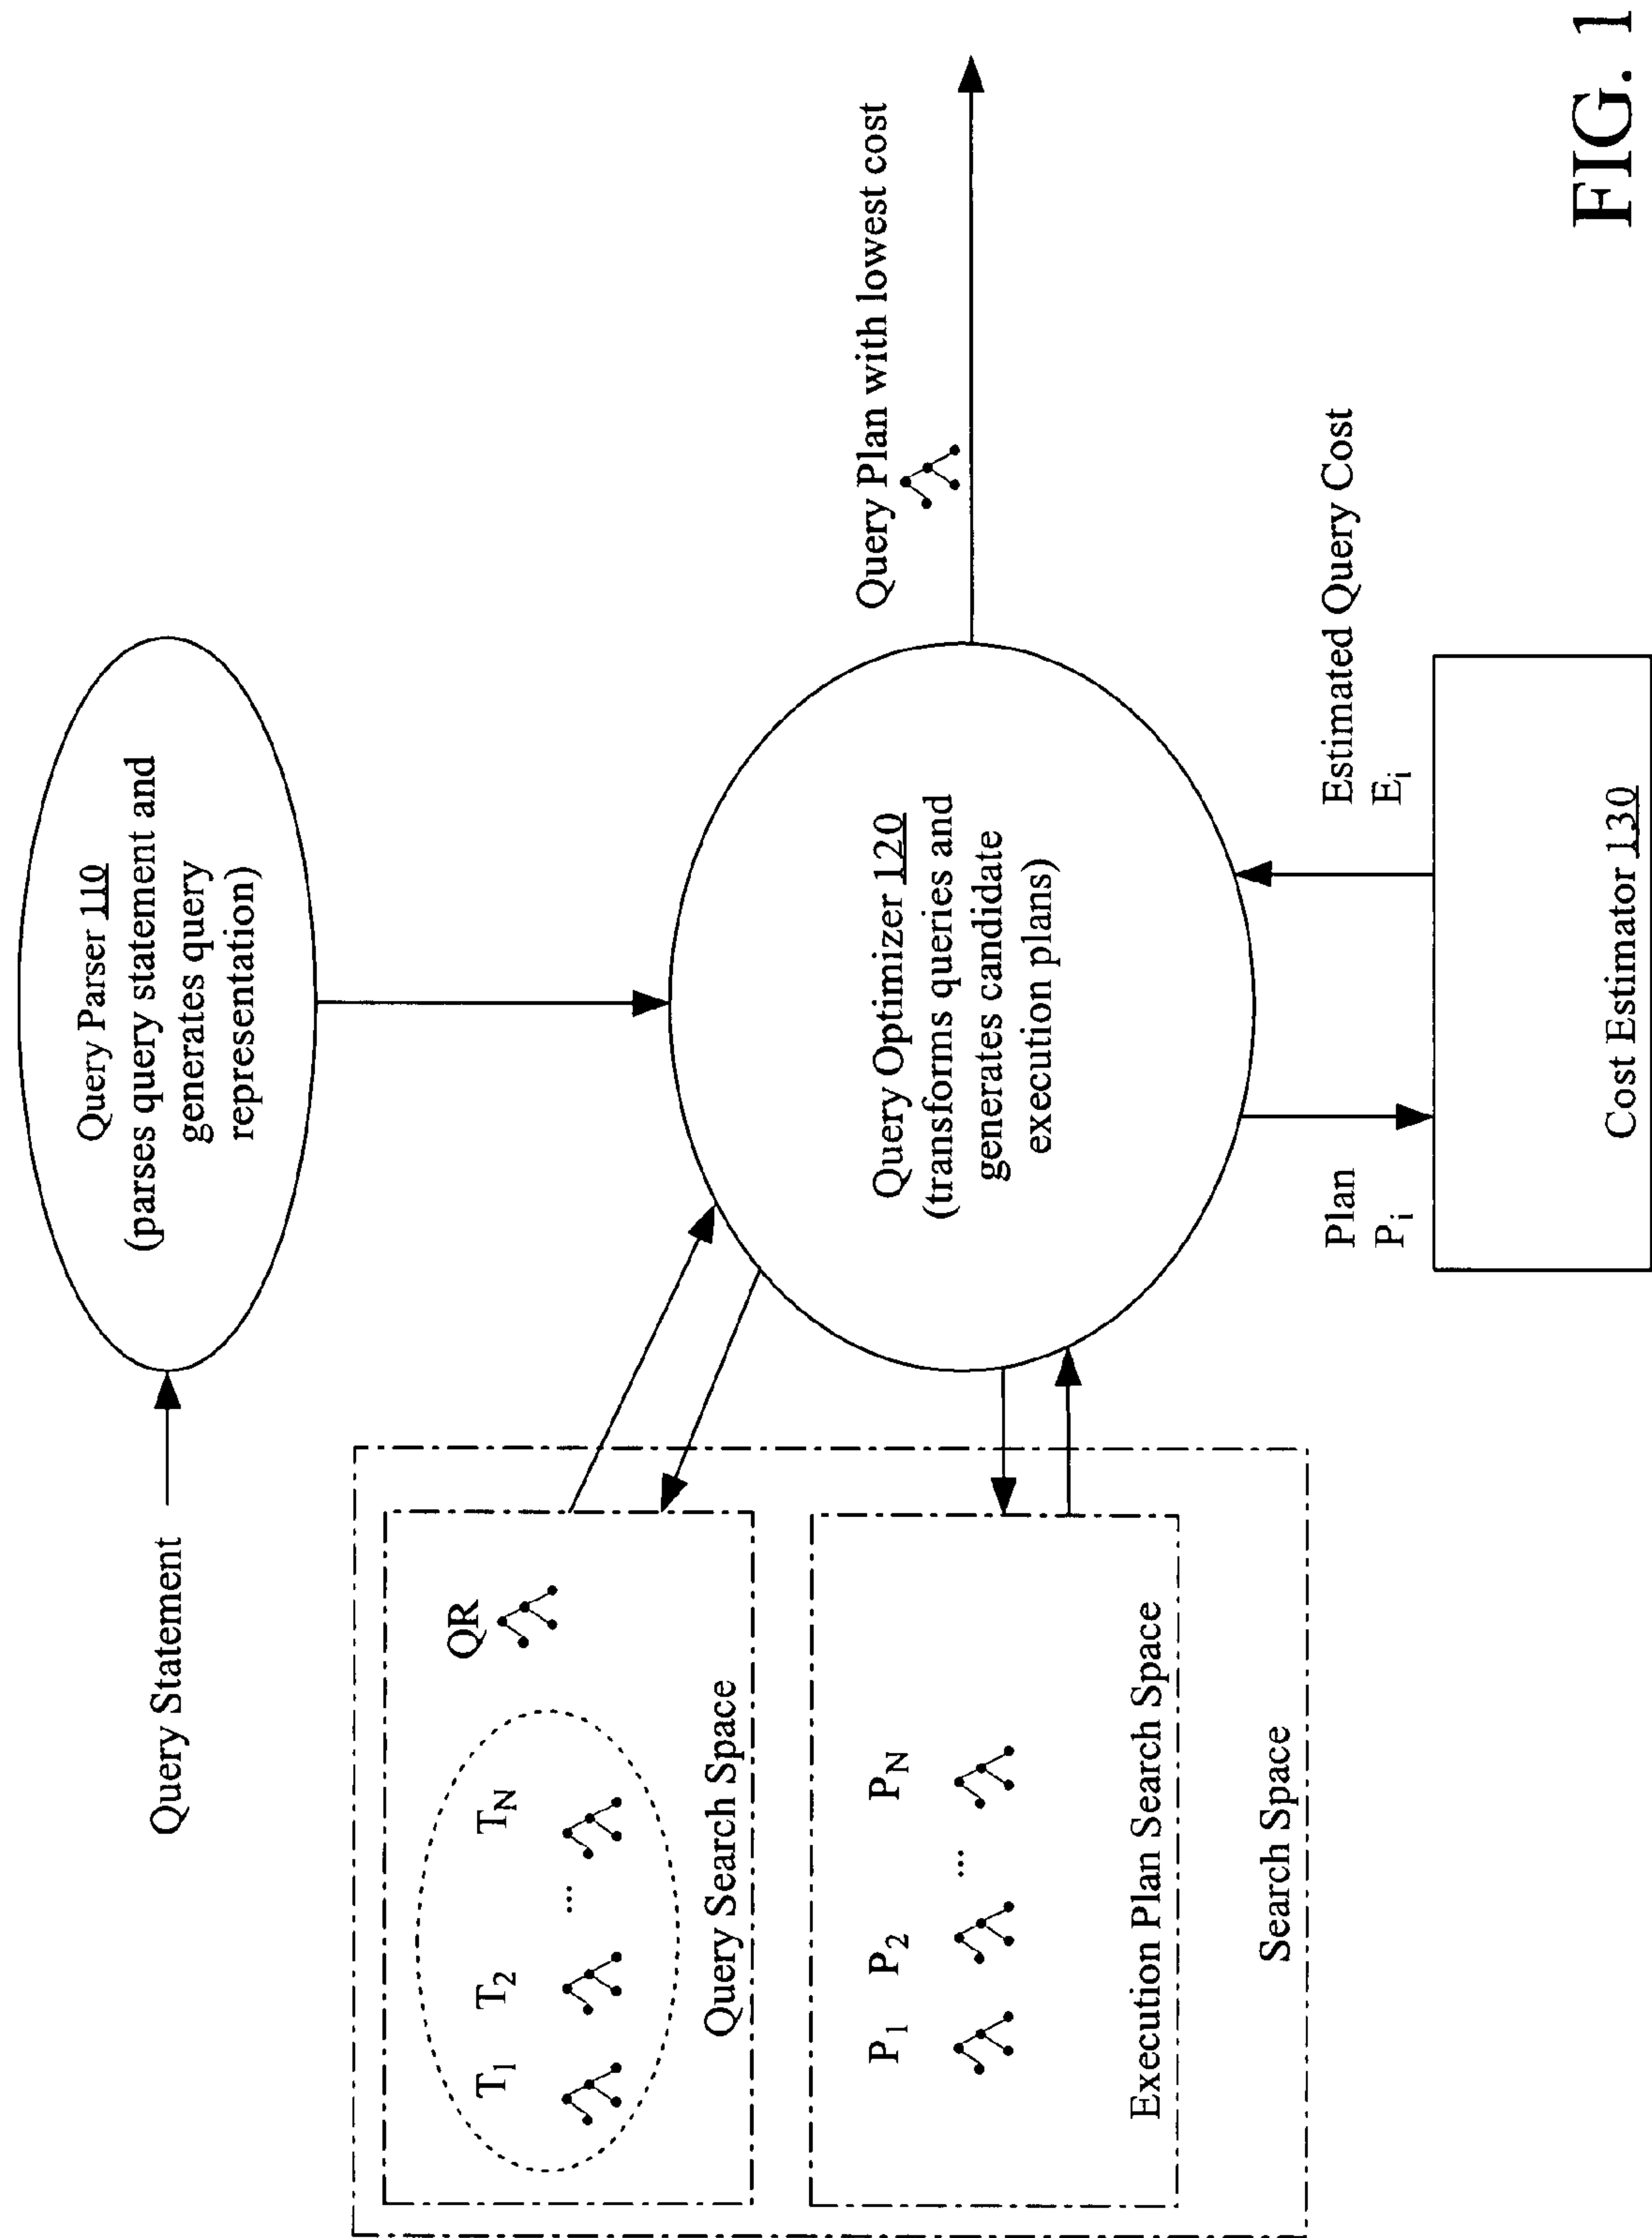 Query Statement
Query Parser 110
(parses query statement and
generates query
representation)
QR
T1 T2 ... TN
Query Search Space
P1 P2 ... PN
Execution Plan Search Space
Search Space
Query Optimizer 120
(transforms queries and
generates candidate
execution plans)
Query Plan with lowest cost
Plan
Pi
Estimated Query Cost
Ei
Cost Estimator 130
FIG. 1